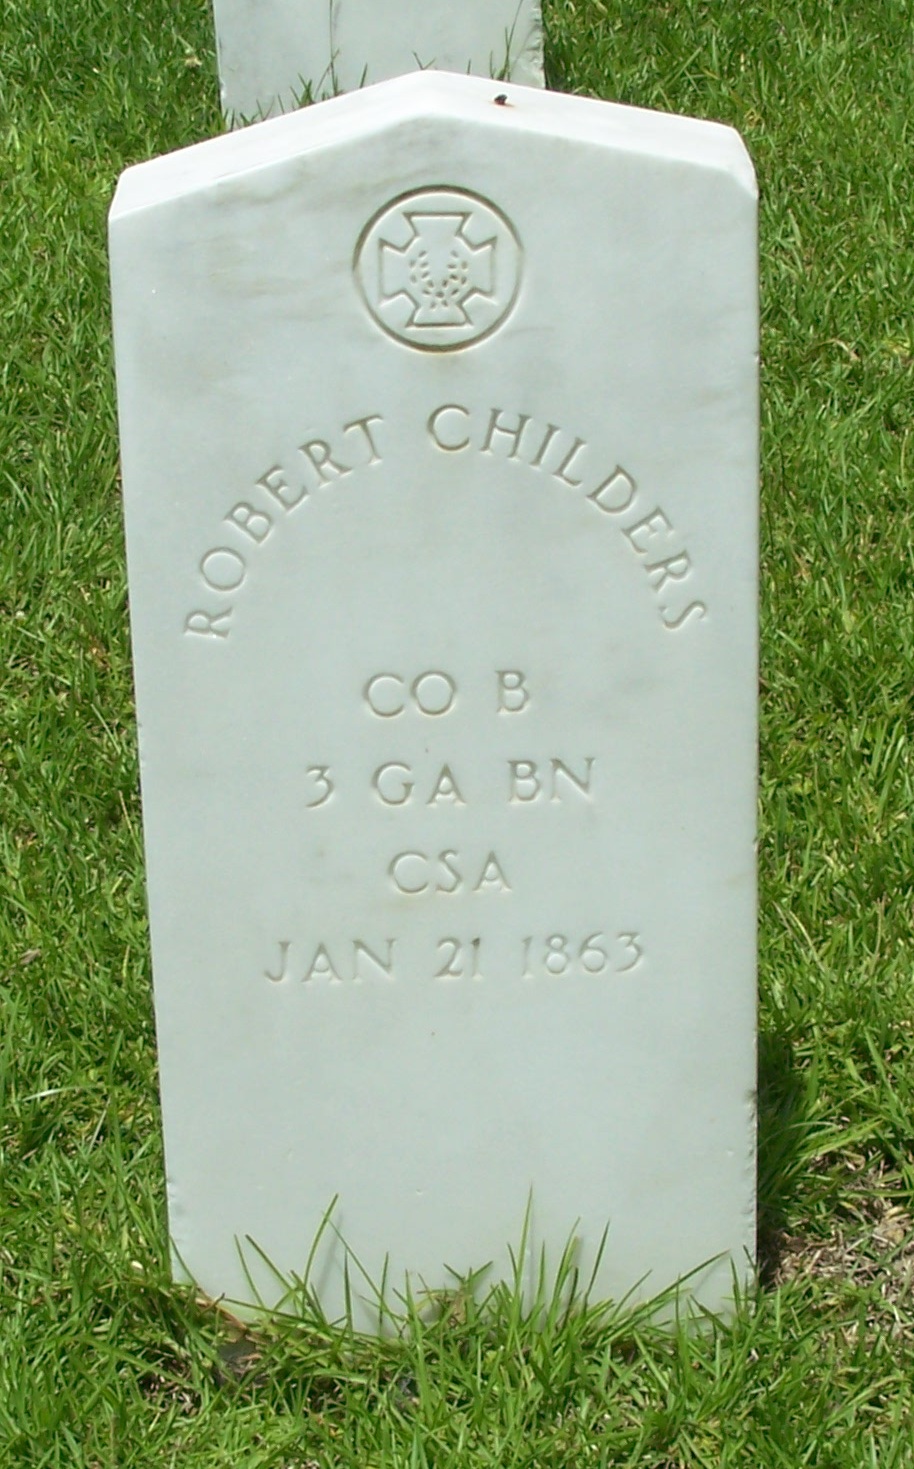 ROBERT CHILDERS
CO B
3 GA BN
CSA
JAN 21 1863